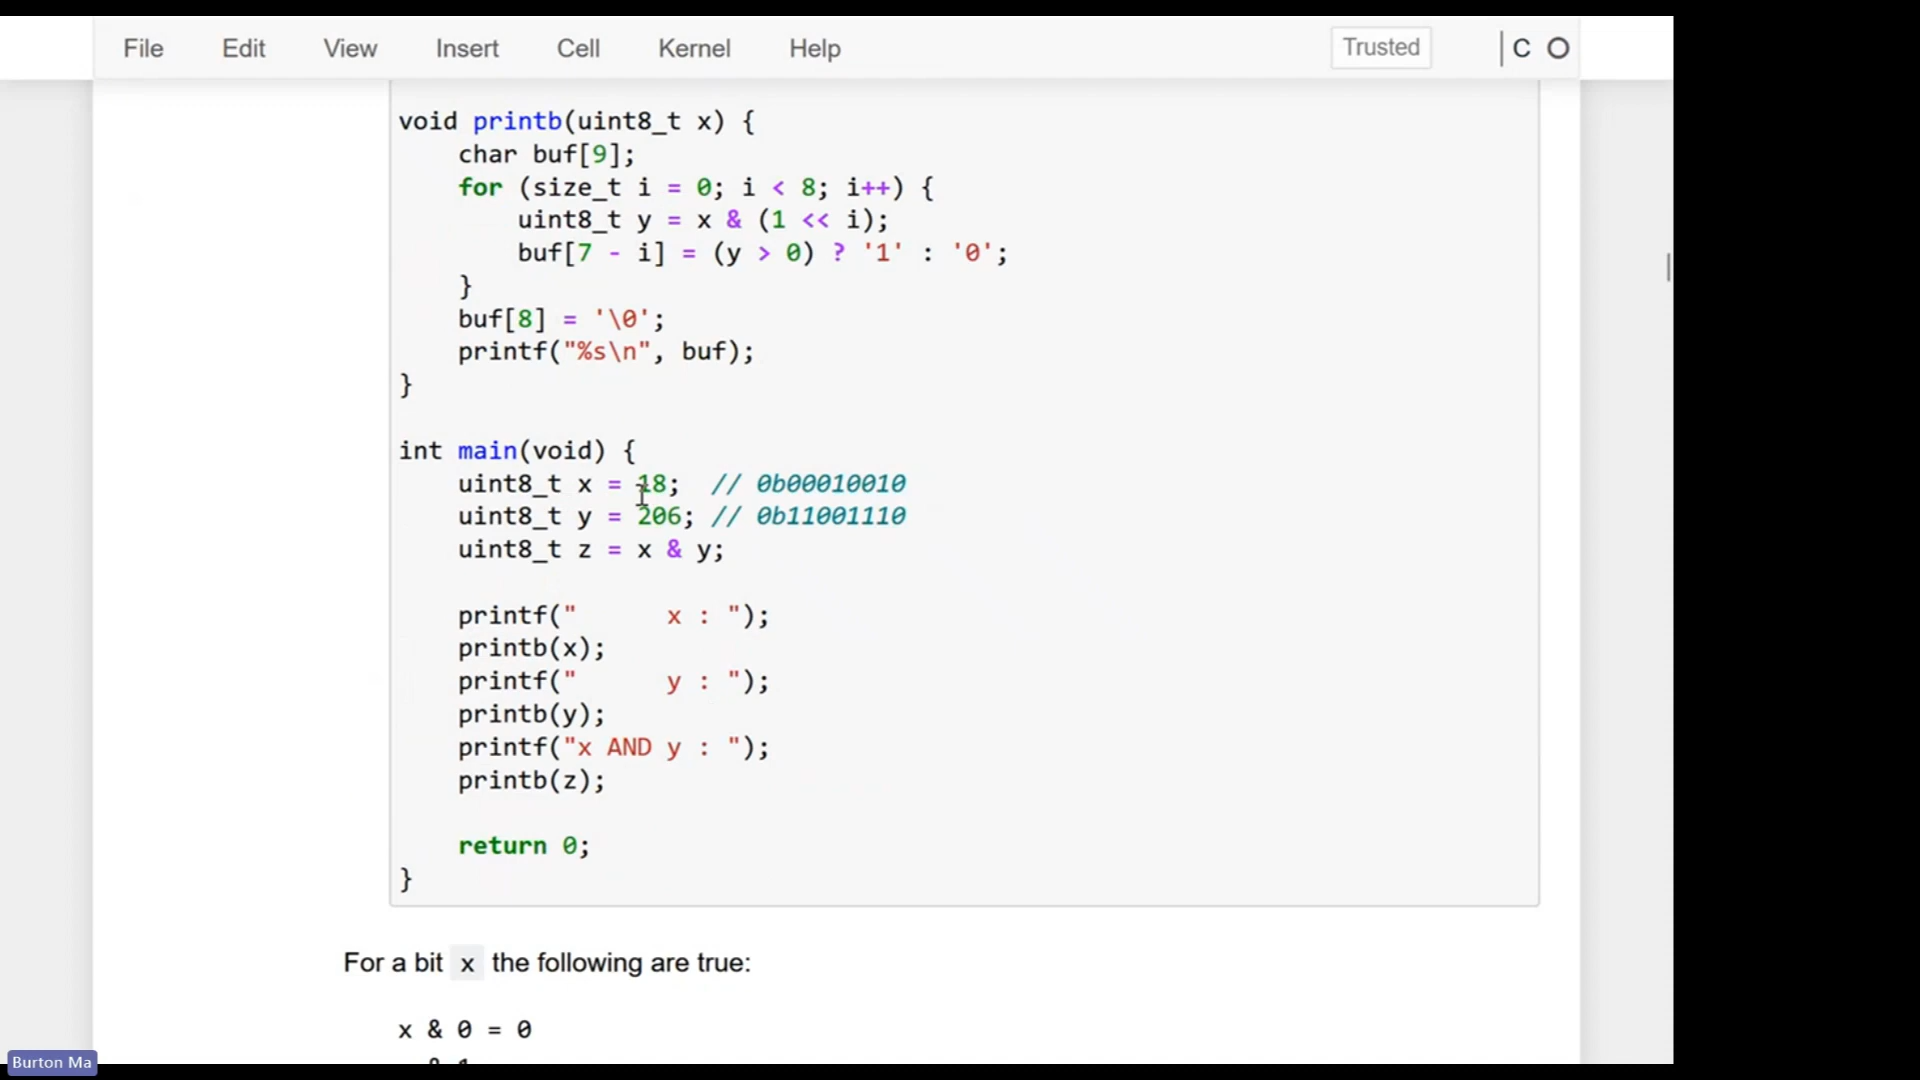 File Edit View Insert Cell Kernel Help Trusted C
void printb(uint8_t x) {
    char buf[9];
    for (size_t i = 0; i < 8; i++) {
        uint8_t y = x & (1 << i);
        buf[7 - i] = (y > 0) ? '1' : '0';
    }
    buf[8] = '\0';
    printf("%s\n", buf);
}
int main(void) {
    uint8_t x = 18;  // 0b00010010
    uint8_t y = 206; // 0b11001110
    uint8_t z = x & y;
    printf("      x : ");
    printb(x);
    printf("      y : ");
    printb(y);
    printf("x AND y : ");
    printb(z);
    return 0;
}
For a bit x the following are true:
x & 0 = 0
Burton Ma